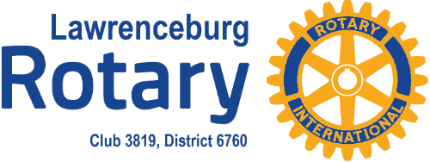 Lawrenceburg
Rotary
Club 3819, District 6760
ROTARY
INTERNATIONAL